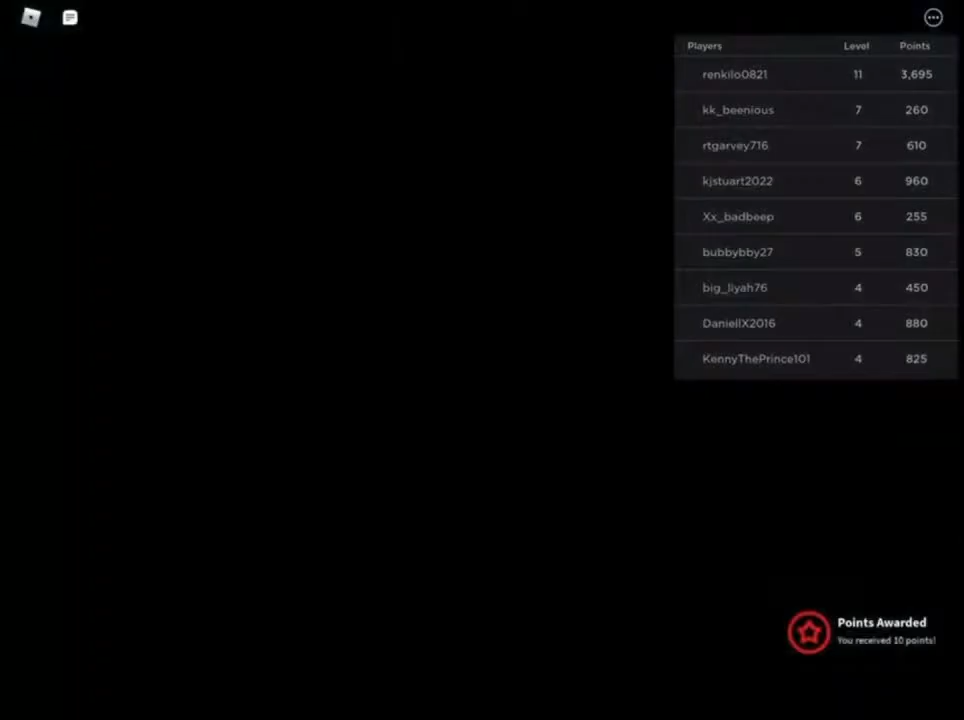 Players Level Points
renkilo0821 11 3,695
kk_beenious 7 260
rtgarvey716 7 610
kjstuart2022 6 960
Xx_badbeep 6 255
bubbybby27 5 830
big_liyah76 4 450
DaniellX2016 4 880
KennyThePrince101 4 825
Points Awarded
You received 10 points!